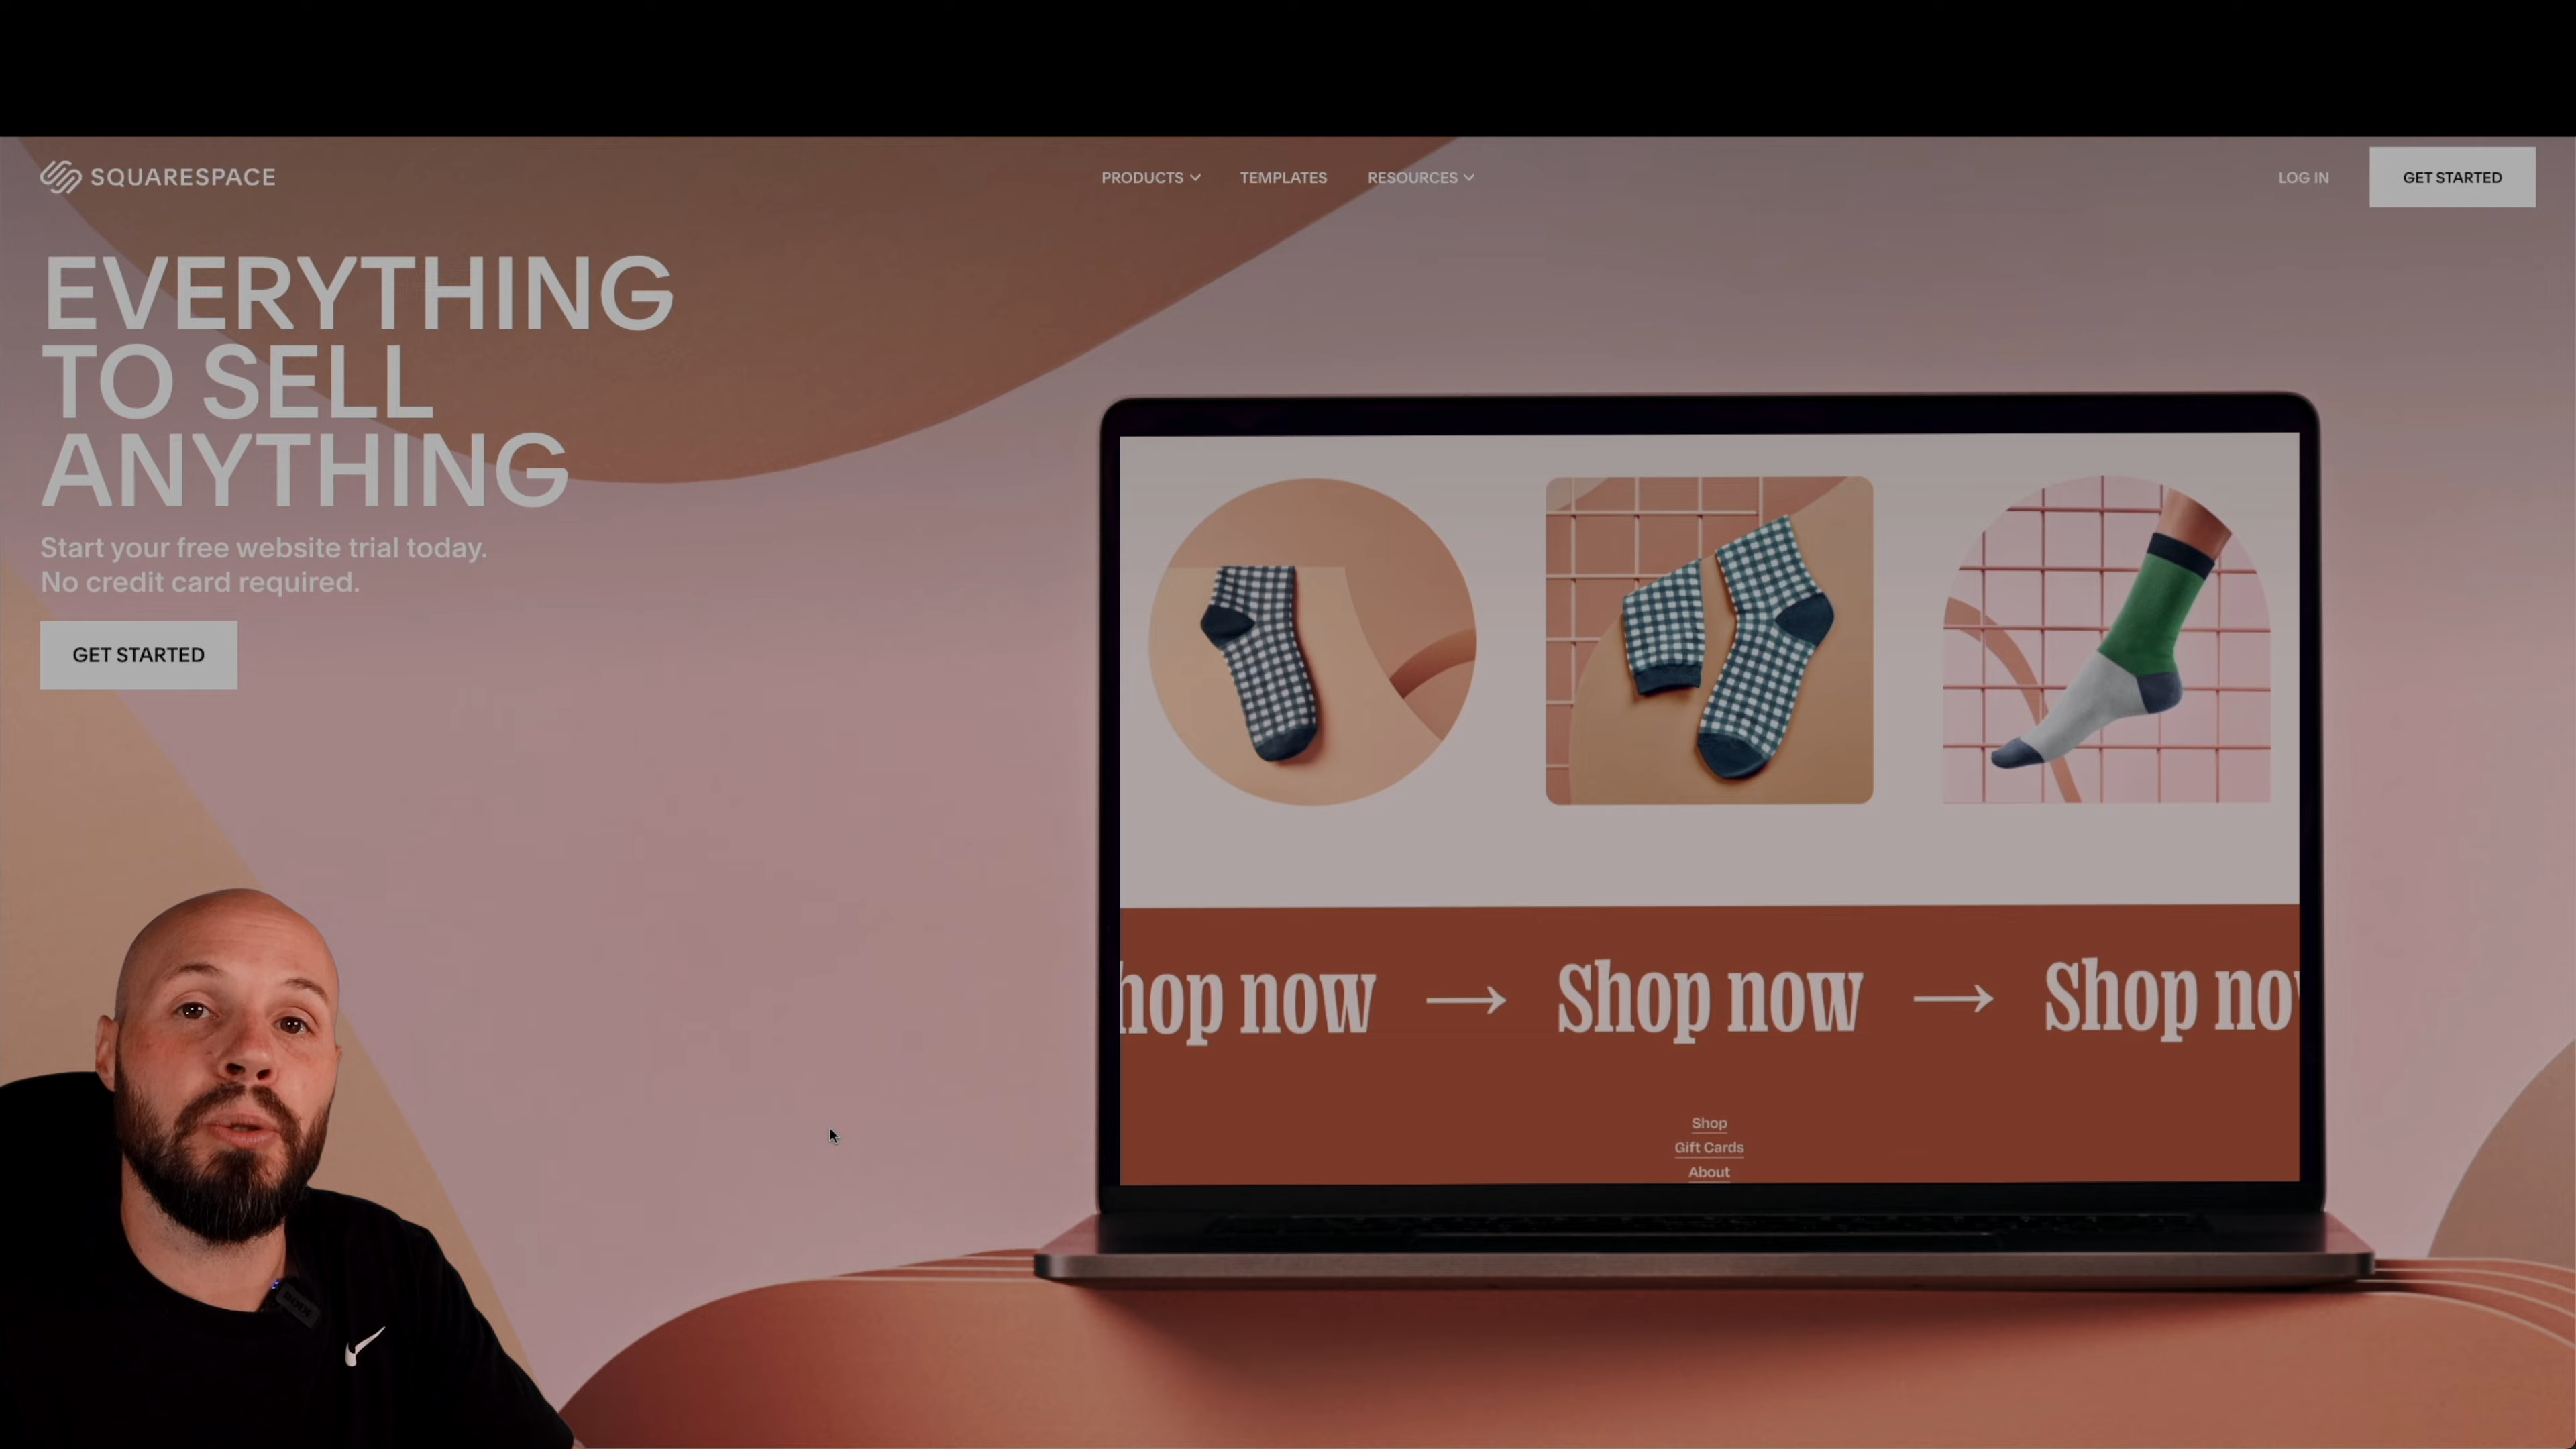 SQUARESPACE
PRODUCTS
TEMPLATES
RESOURCES
LOG IN
GET STARTED
EVERYTHING
TO SELL
ANYTHING
Start your free website trial today.
No credit card required.
GET STARTED
hop now → Shop now → Shop no
Shop
Gift Cards
About